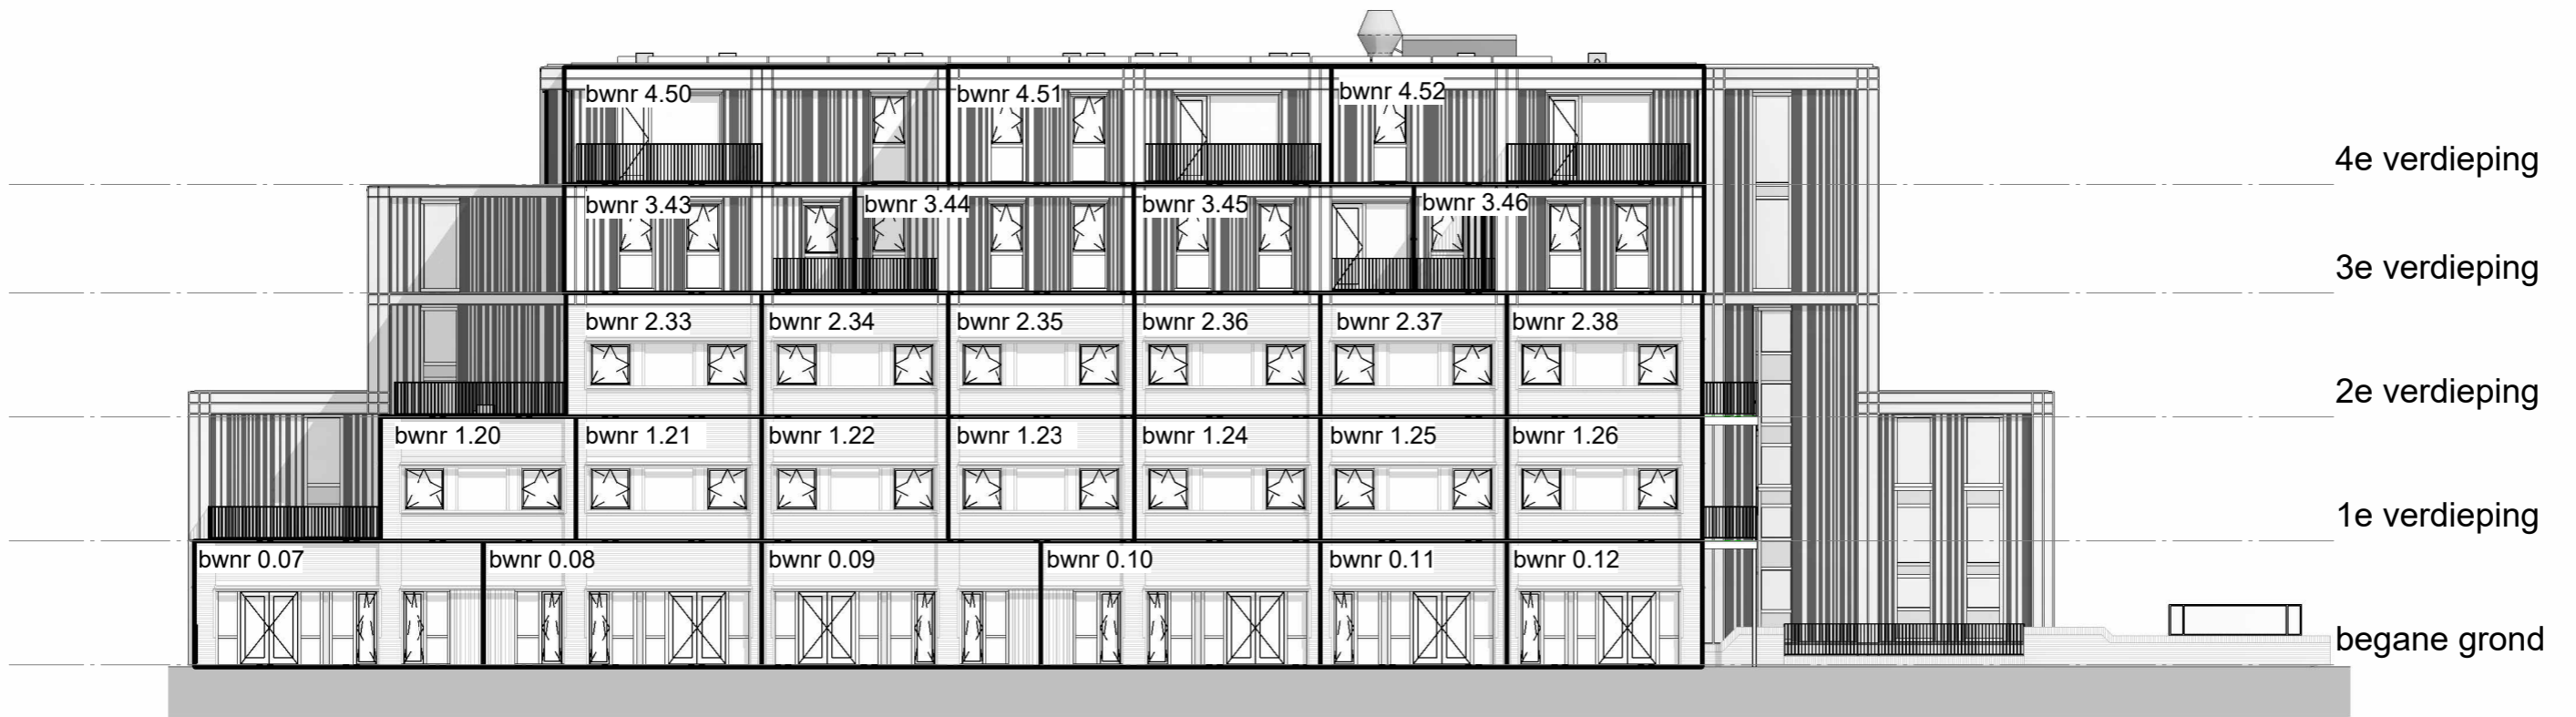 bwnr 4.50
bwnr 4.51
bwnr 4.52
4e verdieping
bwnr 3.43
bwnr 3.44
bwnr 3.45
bwnr 3.46
3e verdieping
bwnr 2.33
bwnr 2.34
bwnr 2.35
bwnr 2.36
bwnr 2.37
bwnr 2.38
2e verdieping
bwnr 1.20
bwnr 1.21
bwnr 1.22
bwnr 1.23
bwnr 1.24
bwnr 1.25
bwnr 1.26
1e verdieping
bwnr 0.07
bwnr 0.08
bwnr 0.09
bwnr 0.10
bwnr 0.11
bwnr 0.12
begane grond